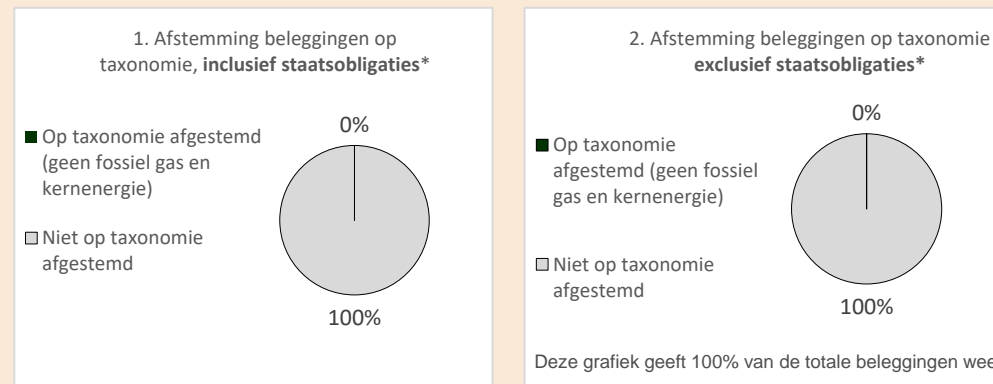 1. Afstemming beleggingen op
taxonomie, inclusief staatsobligaties*
Op taxonomie afgestemd
(geen fossiel gas en
kernenergie)
Niet op taxonomie
afgestemd
0%
100%
2. Afstemming beleggingen op taxonomie
exclusief staatsobligaties*
Op taxonomie
afgestemd (geen fossiel
gas en kernenergie)
Niet op taxonomie
afgestemd
0%
100%
Deze grafiek geeft 100% van de totale beleggingen